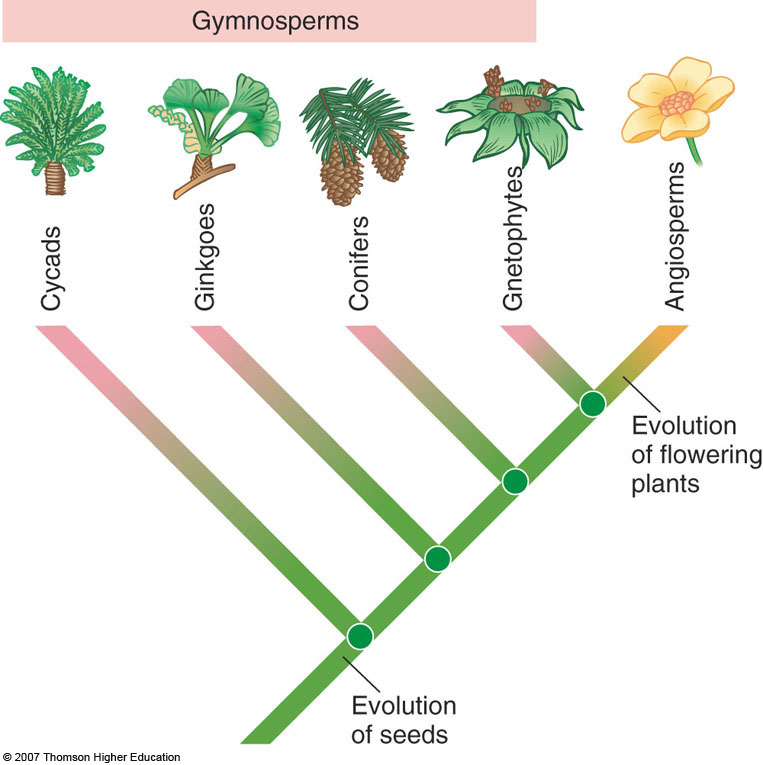 Gymnosperms
Cycads
Ginkgoes
Conifers
Gnetophytes
Angiosperms
Evolution
of flowering
plants
Evolution
of seeds
© 2007 Thomson Higher Education